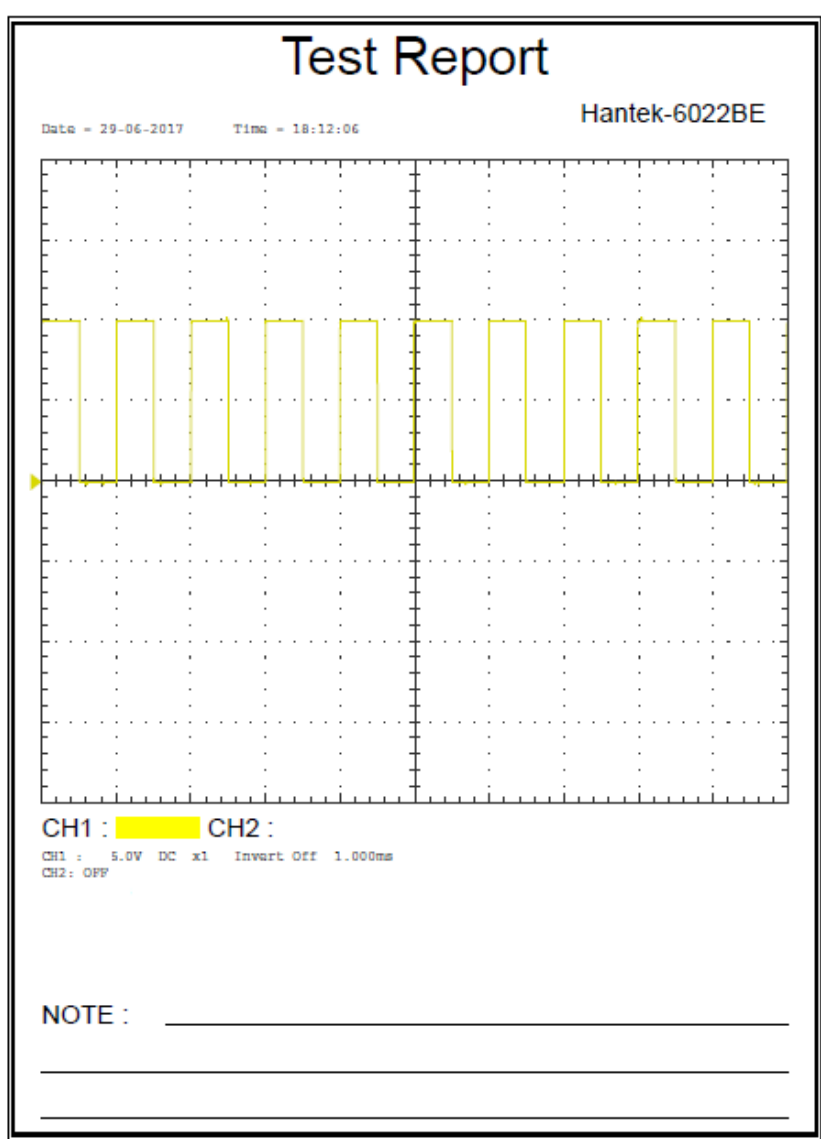 Test Report
Hantek-6022BE
Date = 29-06-2017 Time = 18:12:06
CH1 : CH2 :
CH1 : 5.0V DC x1 Invert Off 1.000ms
CH2: OFF
NOTE :